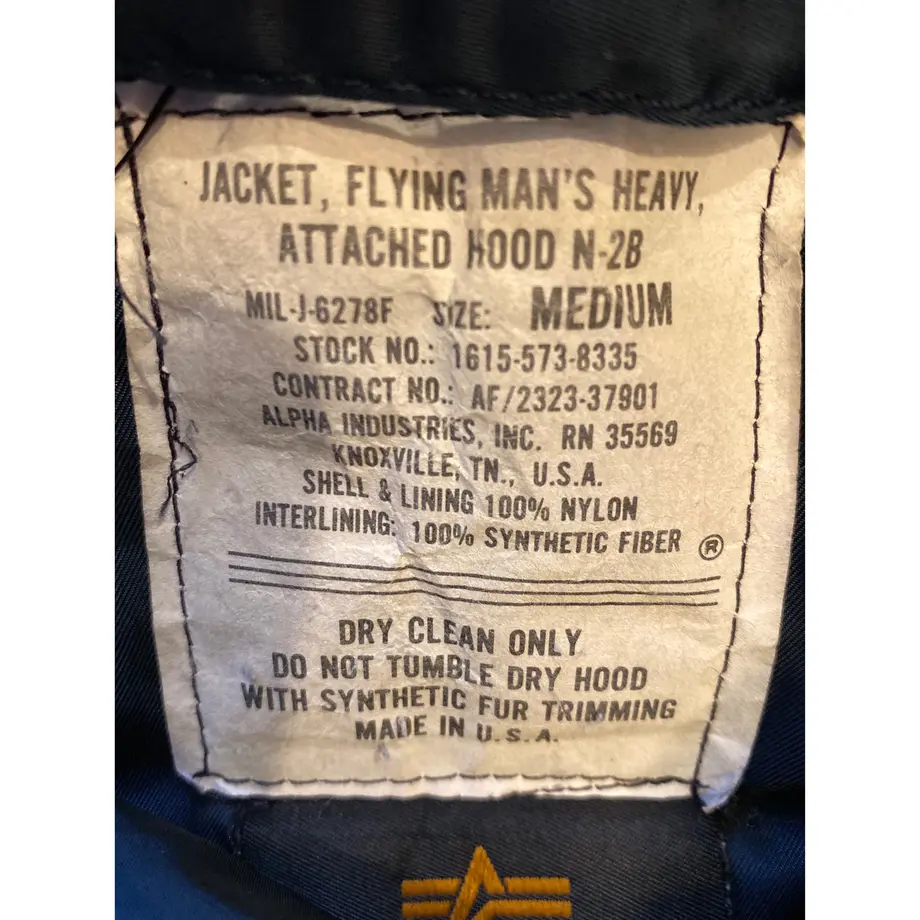 JACKET, FLYING MAN'S HEAVY,
ATTACHED HOOD N-2B
MIL-J-6278F SIZE: MEDIUM
STOCK NO.: 1615-573-8335
CONTRACT NO.: AF/2323-37901
ALPHA INDUSTRIES, INC. RN 35569
KNOXVILLE, TN., U.S.A.
SHELL & LINING 100% NYLON
INTERLINING: 100% SYNTHETIC FIBER ®
DRY CLEAN ONLY
DO NOT TUMBLE DRY HOOD
WITH SYNTHETIC FUR TRIMMING
MADE IN U.S.A.